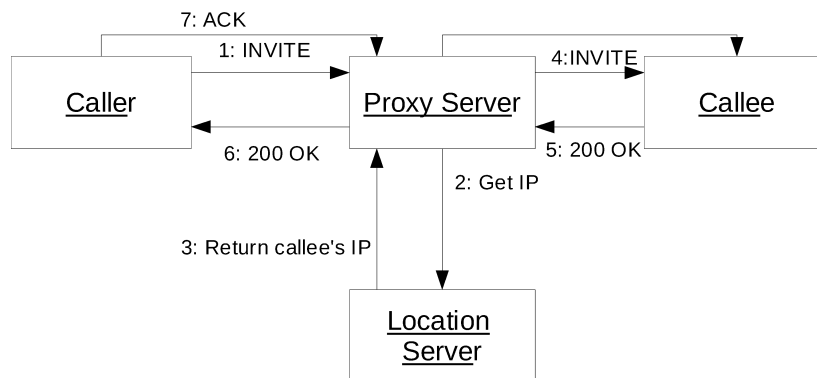 7: ACK
1: INVITE
4:INVITE
Caller
Proxy Server
Callee
6: 200 OK
5: 200 OK
2: Get IP
3: Return callee's IP
Location
Server